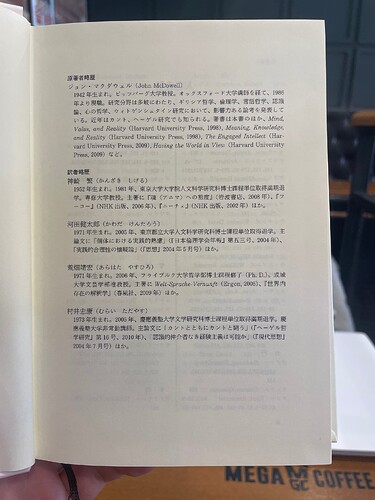 原著者略歴
ジョン・マクダウェル (John McDowell)
1942年生まれ。ピッツバーグ大学教授。オックスフォード大学講師を経て、1986
年より現職。研究分野は多岐にわたり、ギリシア哲学、倫理学、言語哲学、認識
論、心の哲学、ウィトゲンシュタイン研究において、影響力ある論考を発表して
いる。近年はカント、ヘーゲル研究でも知られる。著書は本書のほか、Mind,
Value, and Reality (Harvard University Press, 1998), Meaning, Knowledge,
and Reality (Harvard University Press, 1998), The Engaged Intellect (Har-
vard University Press, 2009), Having the World in View (Harvard University
Press, 2009) など。
訳者略歴
神崎 繁(かんざき しげる)
1952年生まれ。1981年、東京大学大学院人文科学研究科博士課程単位取得満期退
学。専修大学教授。主著に『魂(アニマ)への態度』(岩波書店、2008年)、『フ
ーコー』(NHK出版、2006年)、『ニーチェ』(NHK出版、2002年)ほか。
河田健太郎(かわだ けんたろう)
1971年生まれ。2005年、東京都立大学人文科学研究科博士課程単位取得退学。主
論文に「個体における実践的熟慮」(『日本倫理学会年報』第五三号、2004年)、
「実践的合理性の領域論」(『思想』2004年5月号)ほか。
荒畑靖宏(あらはた やすひろ)
1971年生まれ。2006年、フライブルク大学哲学部博士課程修了(Ph. D.)。成城
大学文芸学部准教授。主著に Welt-Sprache-Vernunft (Ergon, 2006)、『世界内
存在の解釈学』(春風社、2009年)ほか。
村井忠康(むらい ただやす)
1973年生まれ。2005年、慶應義塾大学文学研究科博士課程単位取得満期退学。慶
應義塾大学非常勤講師。主論文に「カントとともにカントと闘う」(『ヘーゲル哲
学研究』第16号、2010年)、「認識的仲介者なき経験主義は可能か」(『現代思想』
2004年7月号)ほか。
MEGA MGC COFFEE